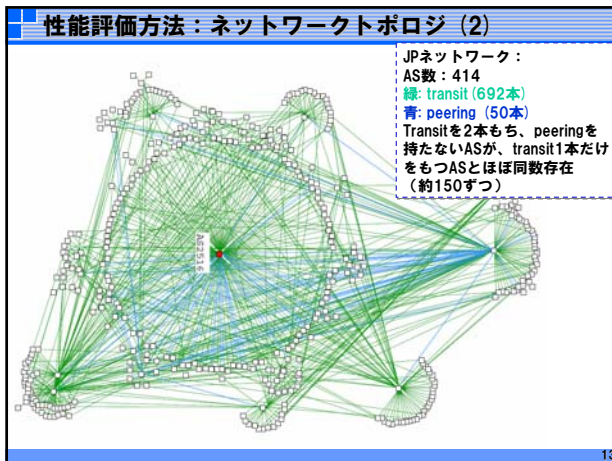 性能評価方法：ネットワークトポロジ (2)
JPネットワーク：
AS数：414
緑: transit (692本)
青: peering (50本)
Transitを2本もち、peeringを
持たないASが、transit1本だけ
をもつASとほぼ同数存在
（約150ずつ）
AS2516
13